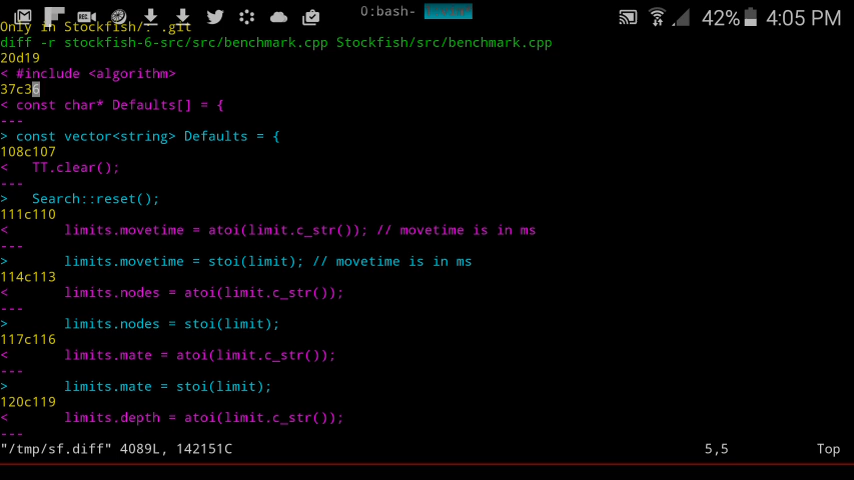 0:bash-
42% 4:05 PM
Only in Stockfish/: .git
diff -r stockfish-6-src/src/benchmark.cpp Stockfish/src/benchmark.cpp
20d19
< #include <algorithm>
37c36
< const char* Defaults[] = {
---
> const vector<string> Defaults = {
108c107
<   TT.clear();
---
>   Search::reset();
111c110
<       limits.movetime = atoi(limit.c_str()); // movetime is in ms
---
>       limits.movetime = stoi(limit); // movetime is in ms
114c113
<       limits.nodes = atoi(limit.c_str());
---
>       limits.nodes = stoi(limit);
117c116
<       limits.mate = atoi(limit.c_str());
---
>       limits.mate = stoi(limit);
120c119
<       limits.depth = atoi(limit.c_str());
---
"/tmp/sf.diff" 4089L, 142151C 5,5 Top